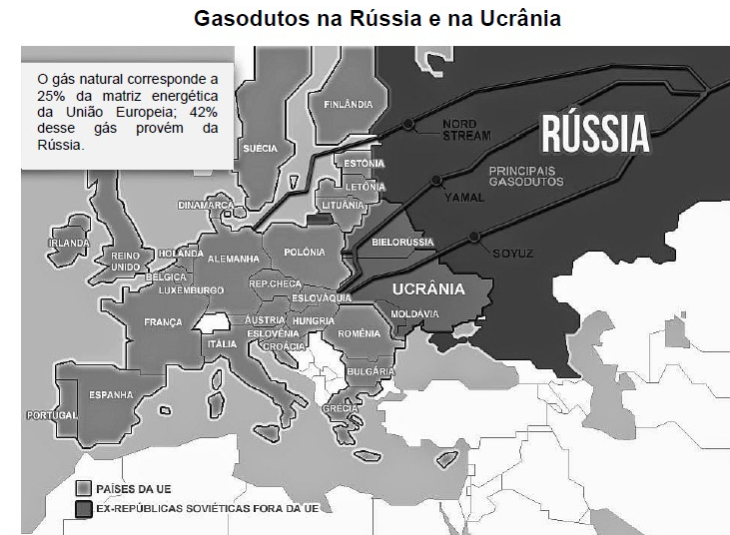 Gasodutos na Rússia e na Ucrânia
O gás natural corresponde a
25% da matriz energética
da União Europeia; 42%
desse gás provém da
Rússia.
FINLÂNDIA
NORD
STREAM
RÚSSIA
SUÉCIA
ESTÔNIA
PRINCIPAIS
GASODUTOS
LETÔNIA
YAMAL
DINAMARCA
LITUÂNIA
IRLANDA
REINO
UNIDO
HOLANDA
ALEMANHA
POLÔNIA
BIELORÚSSIA
SOYUZ
BÉLGICA
LUXEMBURGO
REP.CHECA
ESLOVÁQUIA
UCRÂNIA
FRANÇA
ÁUSTRIA
HUNGRIA
MOLDAVIA
ESLOVÊNIA
CROÁCIA
ROMÊNIA
ITÁLIA
BULGÁRIA
ESPANHA
PORTUGAL
GRÉCIA
PAÍSES DA UE
EX-REPÚBLICAS SOVIÉTICAS FORA DA UE